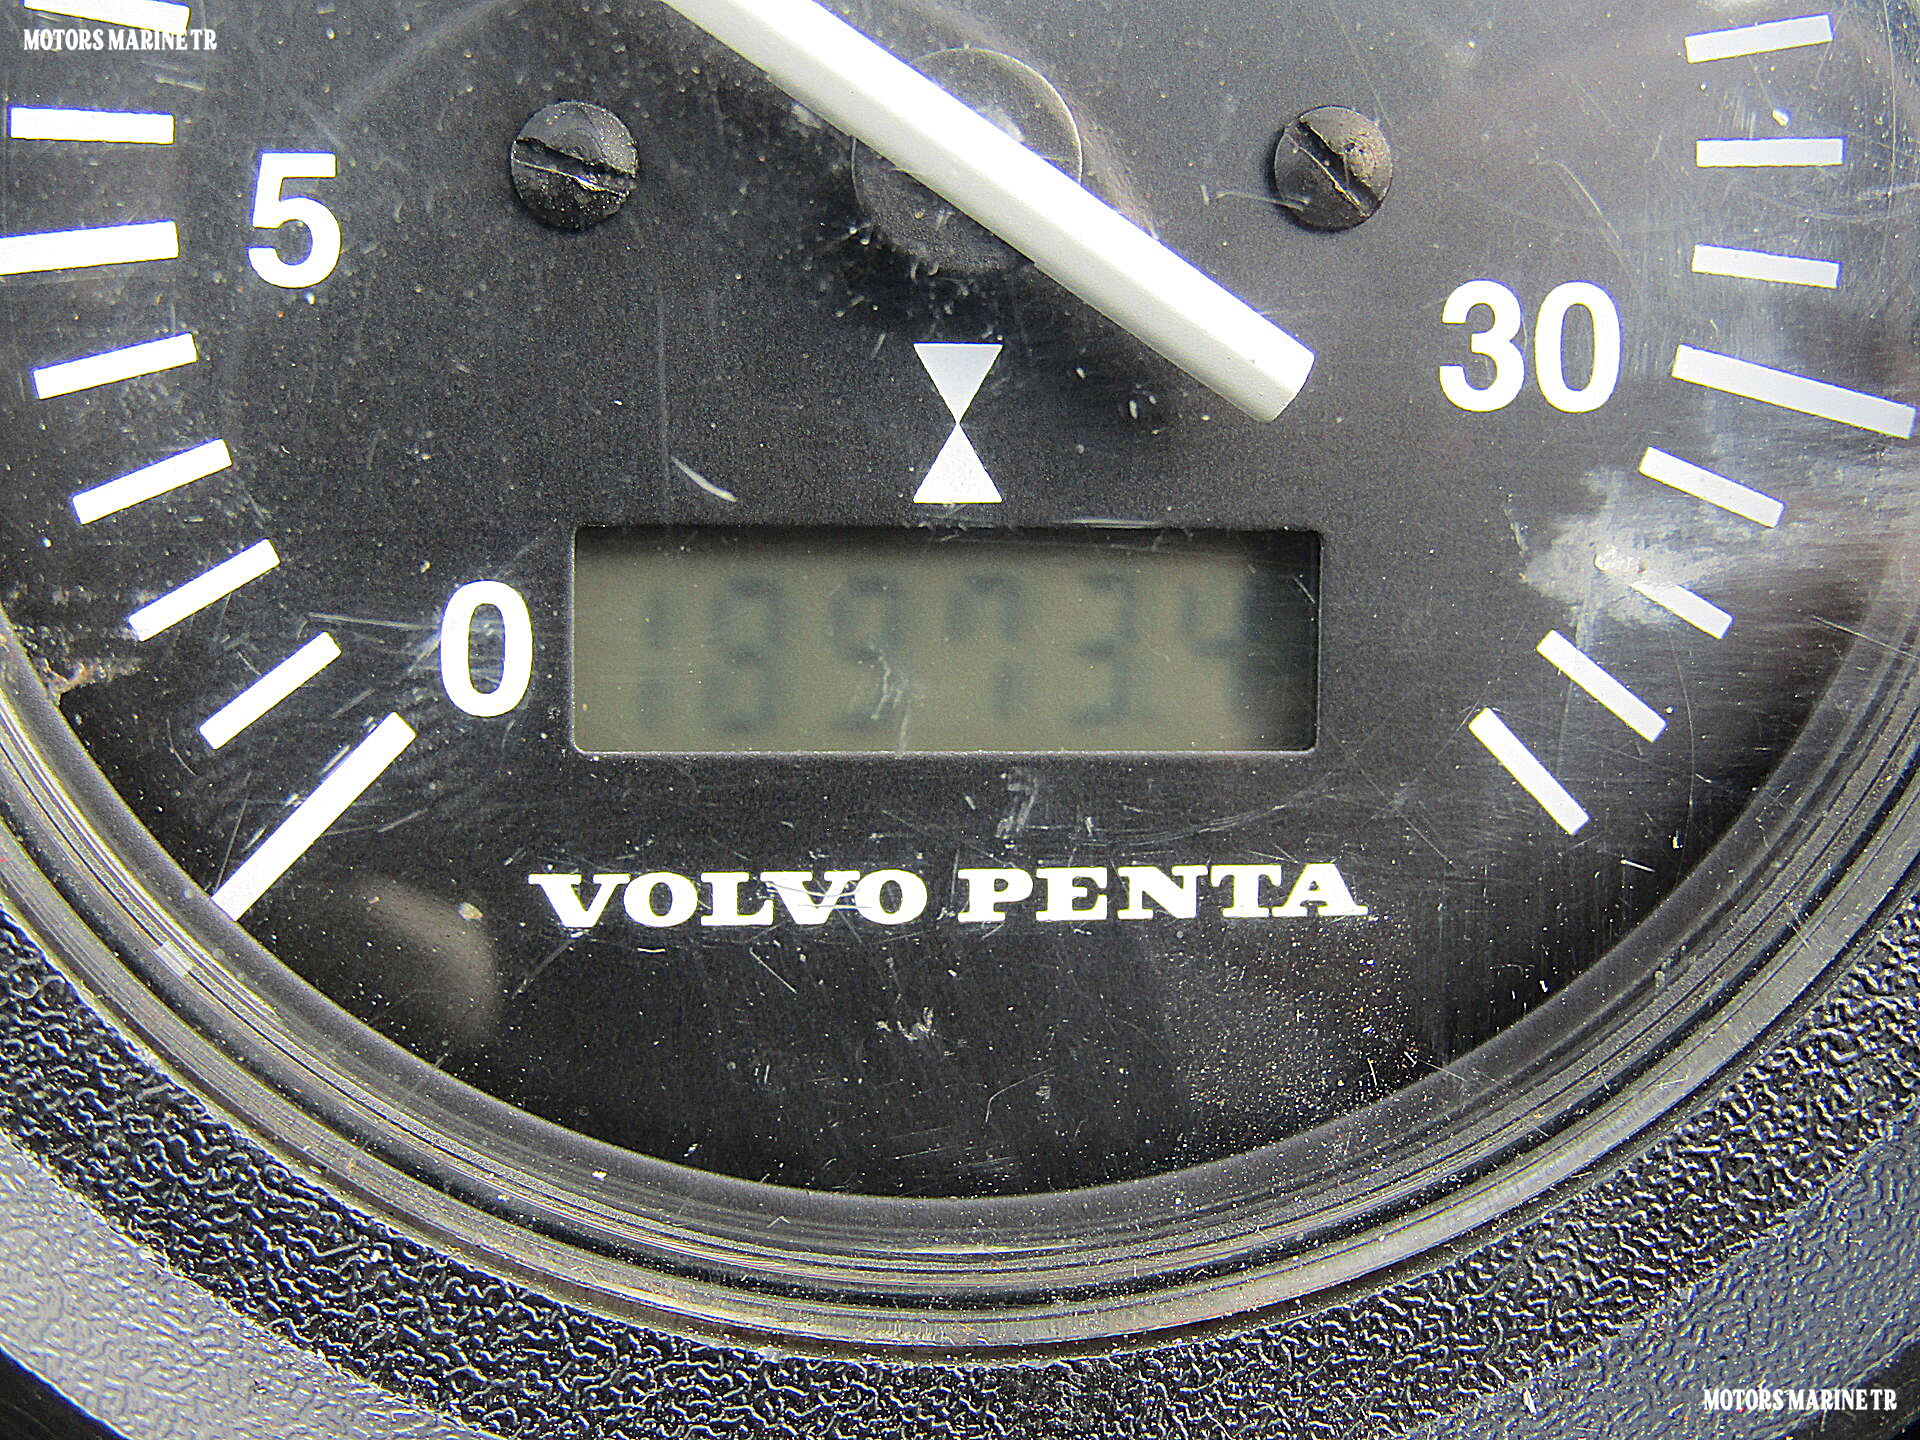 MOTORS MARINE TR
5
30
0
VOLVO PENTA
MOTORS MARINE TR